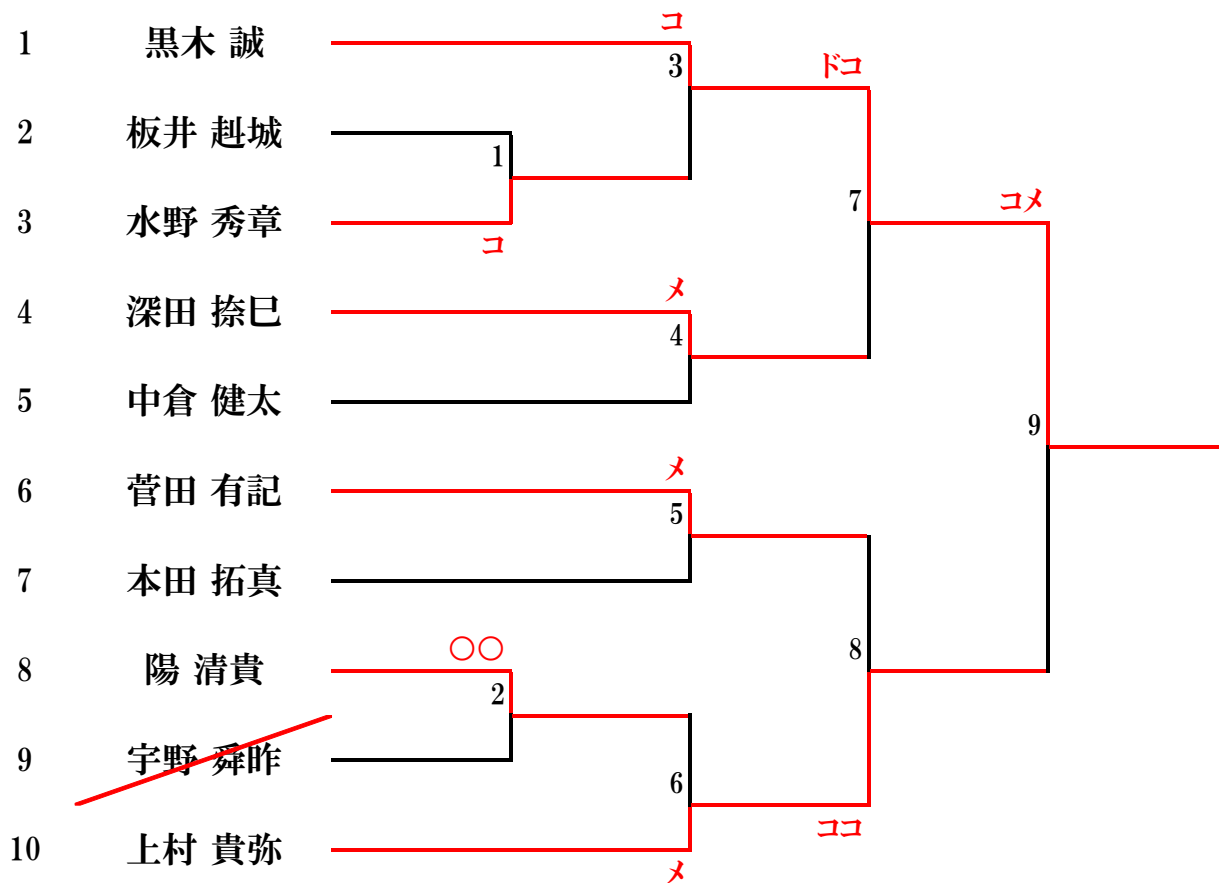 コ
1 黒木 誠
3
ドコ
2 板井 赳城
1
7
コメ
3 水野 秀章
コ
メ
4 深田 捺巳
4
5 中倉 健太
9
メ
6 菅田 有記
5
7 本田 拓真
〇〇
8
8 陽 清貴
2
9 宇野 舜昨
6
ココ
10 上村 貴弥
メ